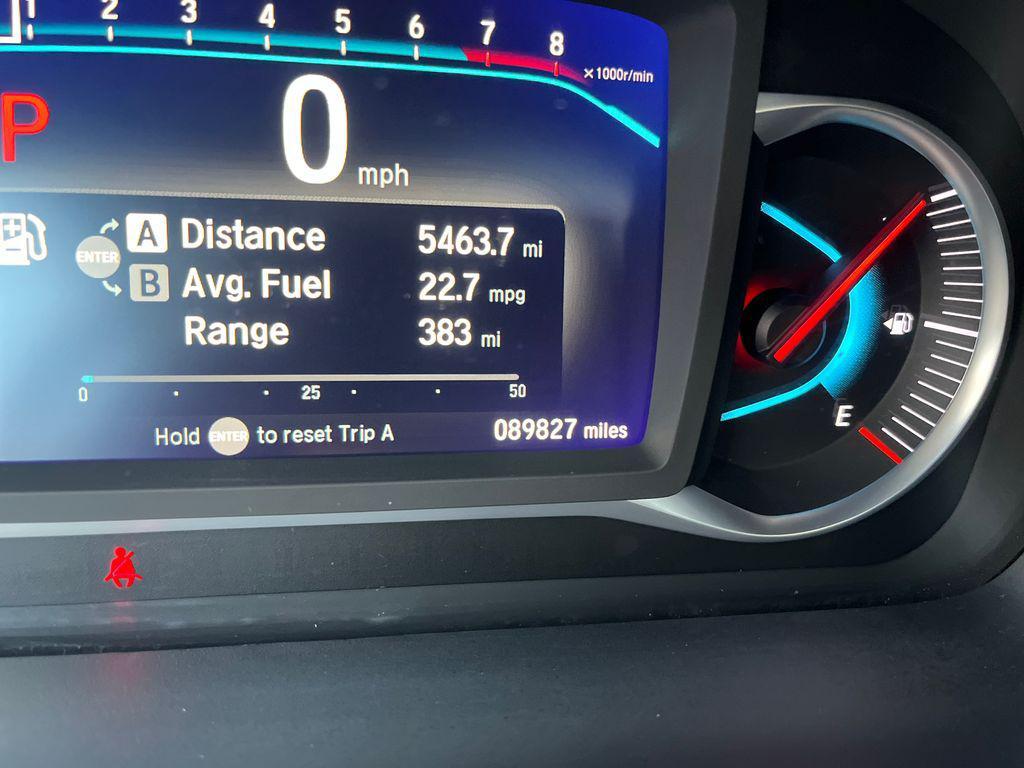 1 2 3 4 5 6 7 8
×1000r/min
P
0 mph
A Distance 5463.7 mi
ENTER
B Avg. Fuel 22.7 mpg
Range 383 mi
0 25 50
Hold ENTER to reset Trip A 089827 miles
E